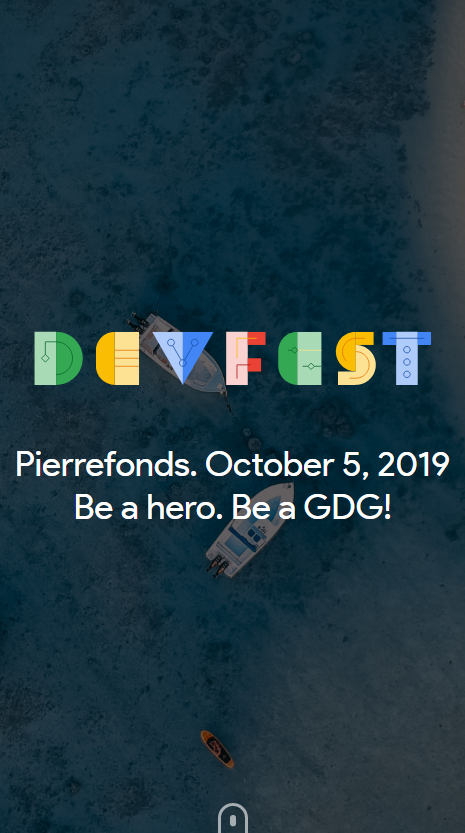 DEVFEST
Pierrefonds. October 5, 2019
Be a hero. Be a GDG!